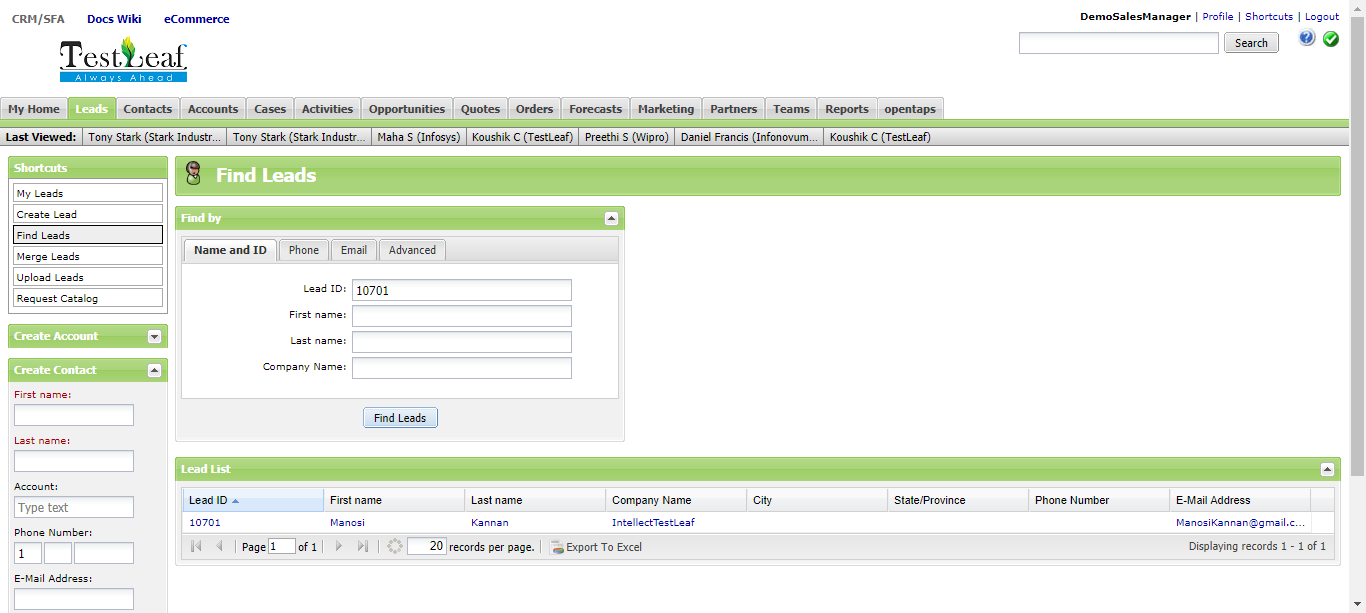 CRM/SFA Docs Wiki eCommerce
DemoSalesManager | Profile | Shortcuts | Logout
TestLeaf
Always Ahead
Search
My Home Leads Contacts Accounts Cases Activities Opportunities Quotes Orders Forecasts Marketing Partners Teams Reports opentaps
Last Viewed: Tony Stark (Stark Industr... Tony Stark (Stark Industr... Maha S (Infosys) Koushik C (TestLeaf) Preethi S (Wipro) Daniel Francis (Infonovum... Koushik C (TestLeaf)
Shortcuts
My Leads
Create Lead
Find Leads
Merge Leads
Upload Leads
Request Catalog
Create Account
Create Contact
First name:
Last name:
Account:
Type text
Phone Number:
1
E-Mail Address:
Find Leads
Find by
Name and ID Phone Email Advanced
Lead ID: 10701
First name:
Last name:
Company Name:
Find Leads
Lead List
Lead ID First name Last name Company Name City State/Province Phone Number E-Mail Address
10701 Manosi Kannan IntellectTestLeaf ManosiKannan@gmail.c...
Page 1 of 1 20 records per page. Export To Excel Displaying records 1 - 1 of 1